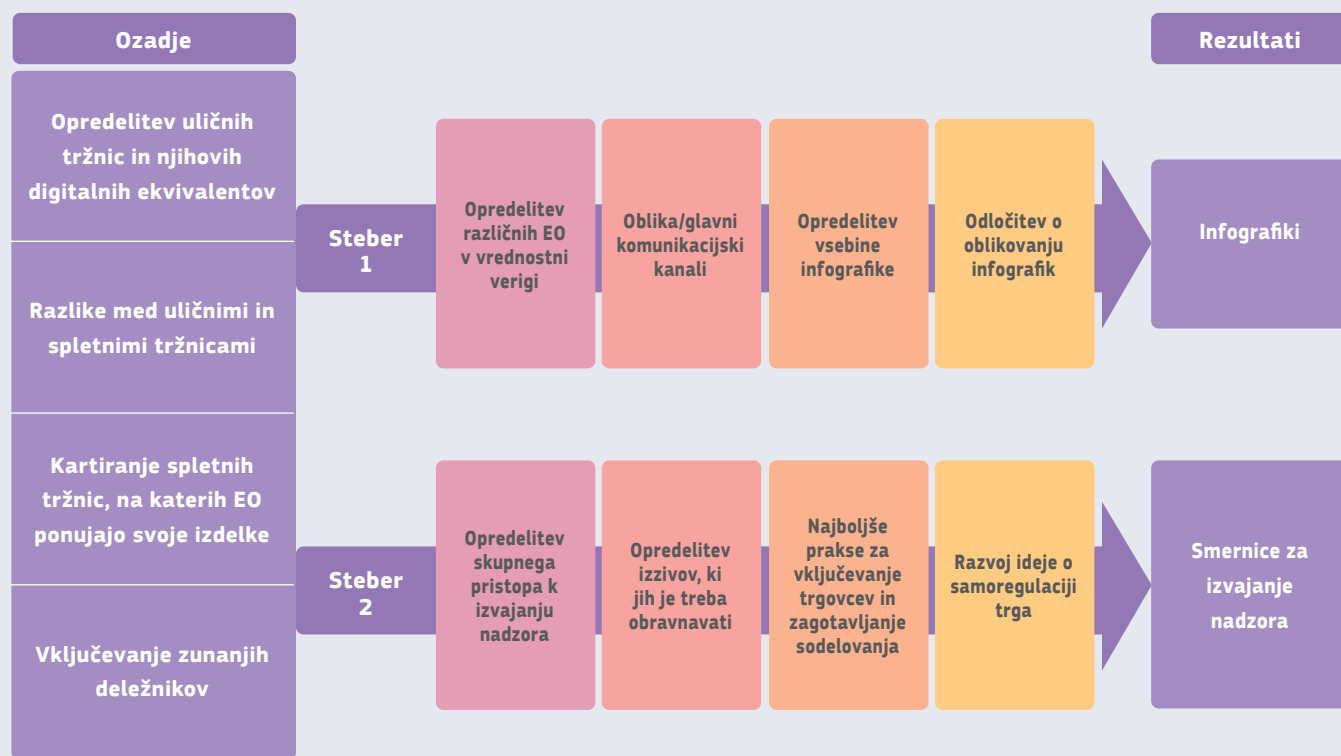 Ozadje
Opredelitev uličnih
tržnic in njihovih
digitalnih ekvivalentov
Razlike med uličnimi in
spletnimi tržnicami
Kartiranje spletnih
tržnic, na katerih EO
ponujajo svoje izdelke
Vključevanje zunanjih
deležnikov
Steber
1
Opredelitev
različnih EO
v vrednostni
verigi
Oblika/glavni
komunikacijski
kanali
Opredelitev
vsebine
infografike
Odločitev o
oblikovanju
infografik
Steber
2
Opredelitev
skupnega
pristopa k
izvajanju
nadzora
Opredelitev
izzivov, ki
jih je treba
obravnavati
Najboljše
prakse za
vključevanje
trgovcev in
zagotavljanje
sodelovanja
Razvoj ideje o
samoregulaciji
trga
Rezultati
Infografiki
Smernice za
izvajanje
nadzora